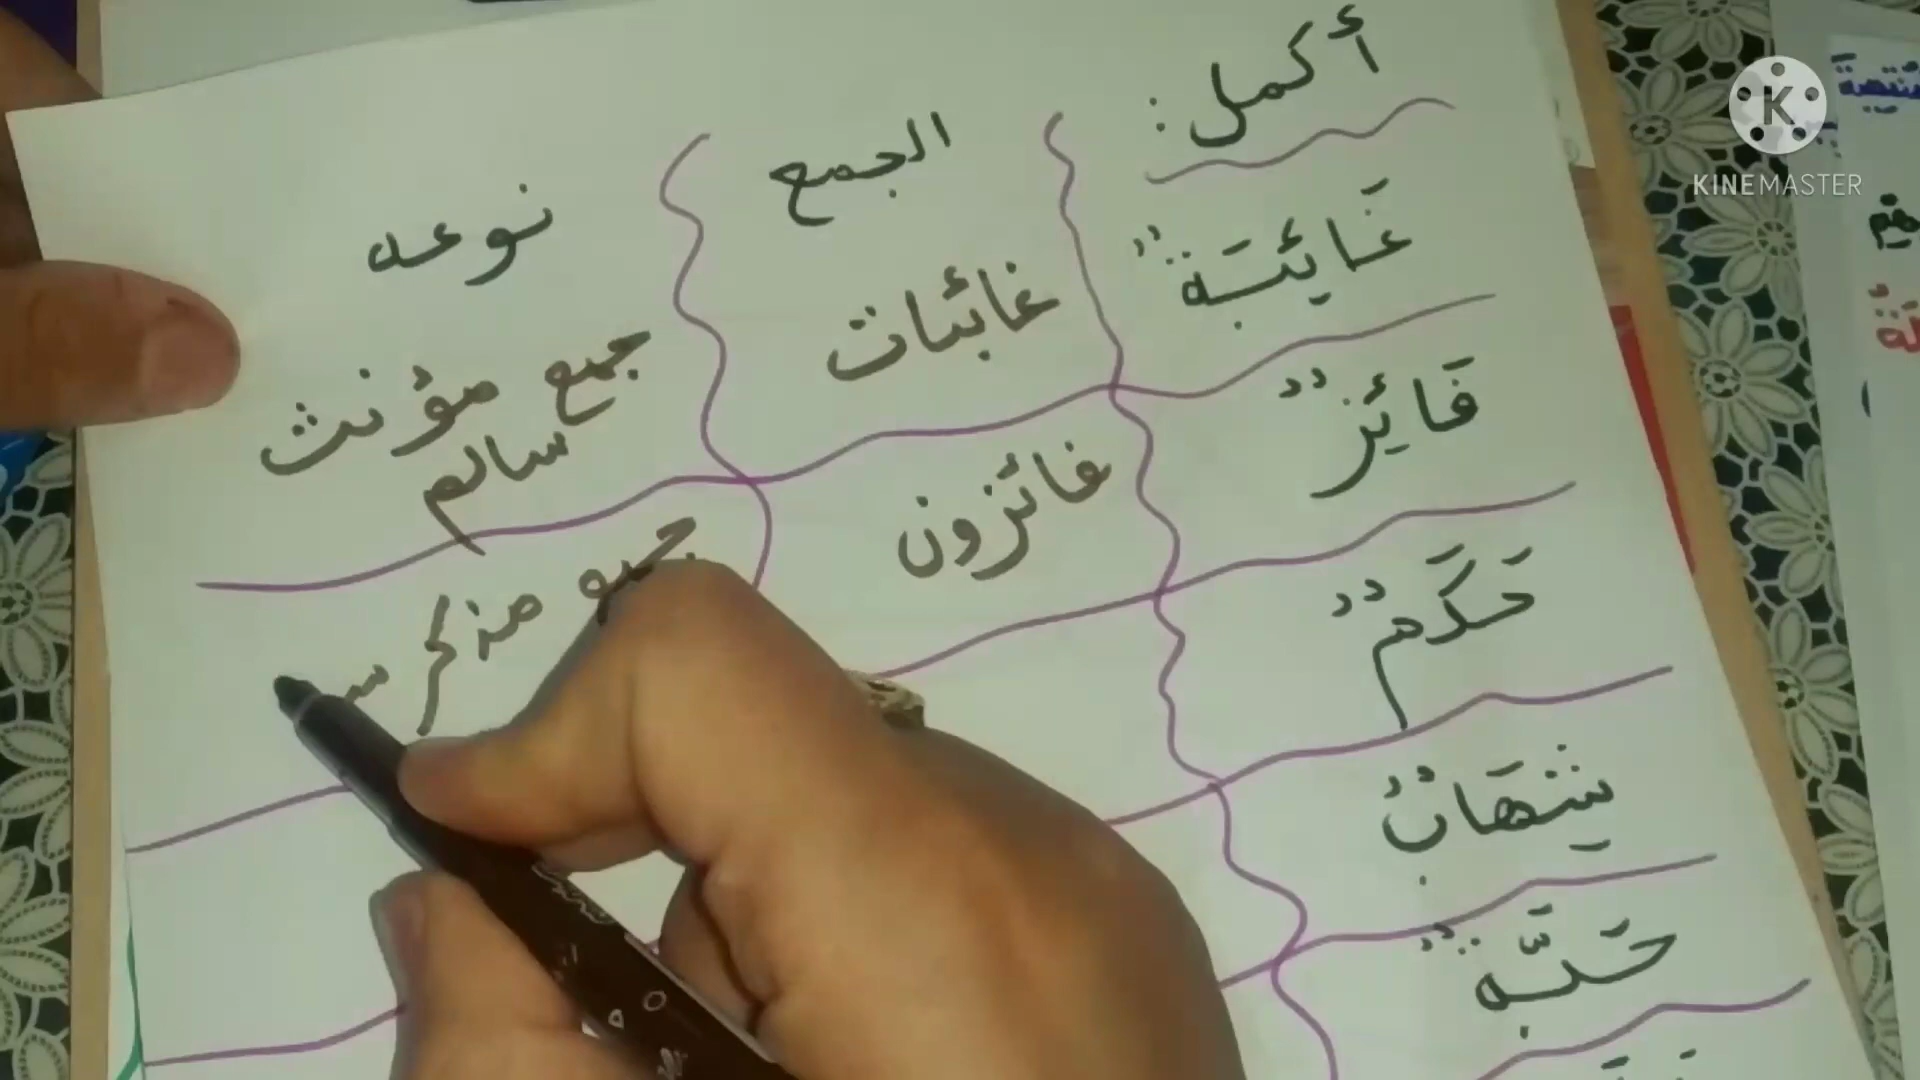 أكمل:
الجمع
نوعه
غَائِبَةٌ
غائبات
جمع مؤنث
سالم
فَائِزٌ
فائزون
جمع مذكر
حَكَمٌ
شِهَابٌ
حَبَّةٌ
KINEMASTER